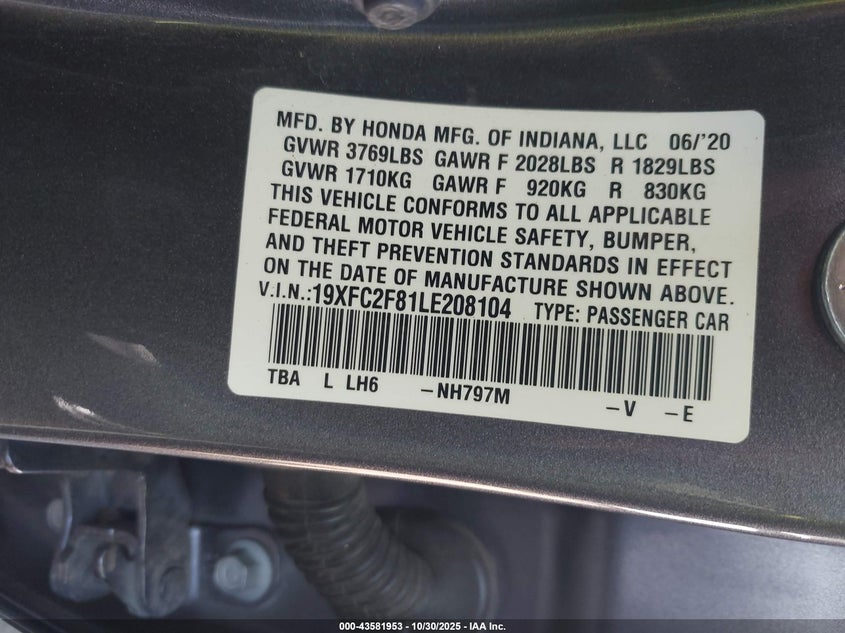 MFD. BY HONDA MFG. OF INDIANA, LLC 06/'20
GVWR 3769LBS GAWR F 2028LBS R 1829LBS
GVWR 1710KG GAWR F 920KG R 830KG
THIS VEHICLE CONFORMS TO ALL APPLICABLE
FEDERAL MOTOR VEHICLE SAFETY, BUMPER,
AND THEFT PREVENTION STANDARDS IN EFFECT
ON THE DATE OF MANUFACTURE SHOWN ABOVE.
V.I.N.:19XFC2F81LE208104 TYPE: PASSENGER CAR
TBA L LH6 -NH797M -V -E
000-43581953 - 10/30/2025 - IAA Inc.